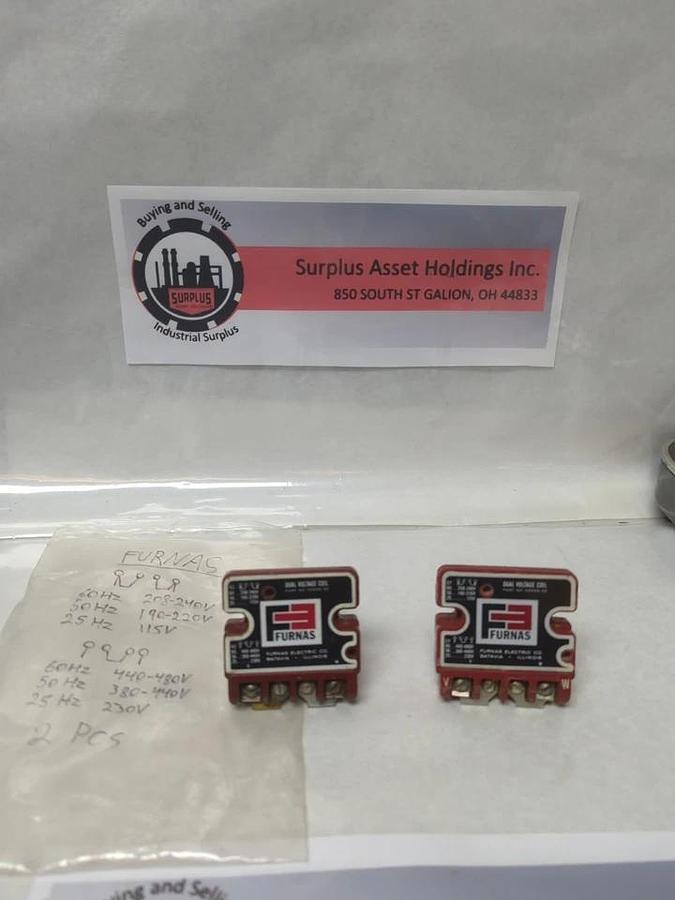 Buying and Selling
SURPLUS
Industrial Surplus
Surplus Asset Holdings Inc.
850 SOUTH ST GALION, OH 44833
FURNAS
60HZ 208-240V
50HZ 190-220V
25HZ 115V
60HZ 440-480V
50HZ 380-440V
25HZ 230V
2 PCS
DUAL VOLTAGE COIL
FURNAS
FURNAS ELECTRIC CO.
BATAVIA - ILLINOIS
DUAL VOLTAGE COIL
FURNAS
FURNAS ELECTRIC CO.
BATAVIA - ILLINOIS
V W
ying and Sell